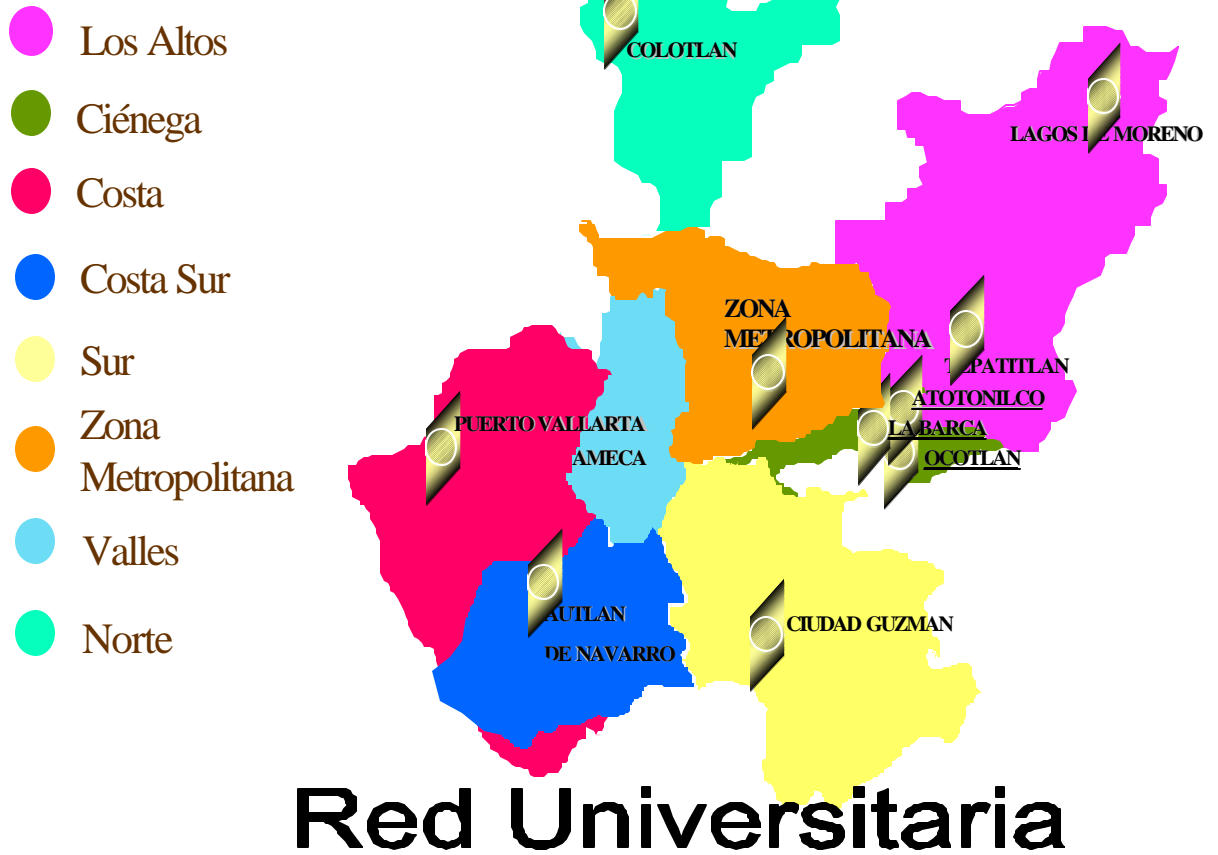 Los Altos
Ciénega
Costa
Costa Sur
Sur
Zona
Metropolitana
Valles
Norte
COLOTLAN
LAGOS DE MORENO
ZONA
METROPOLITANA
TEPATITLAN
ATOTONILCO
LA BARCA
OCOTLAN
PUERTO VALLARTA
AMECA
AUTLAN
DE NAVARRO
CIUDAD GUZMAN
Red Universitaria